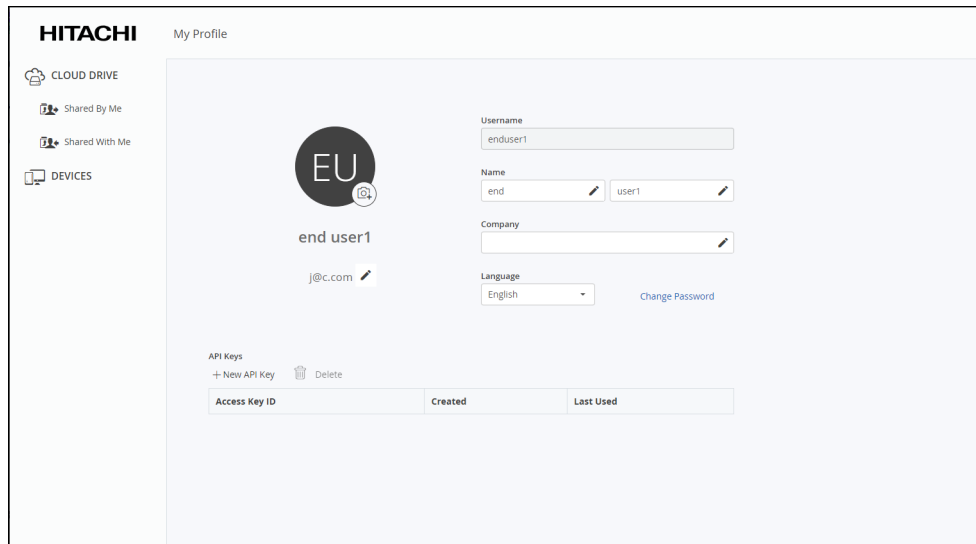 HITACHI
My Profile
CLOUD DRIVE
Shared By Me
Shared With Me
DEVICES
EU
end user1
j@c.com
Username
enduser1
Name
end user1
Company
Language
English
Change Password
API Keys
New API Key Delete
Access Key ID Created Last Used